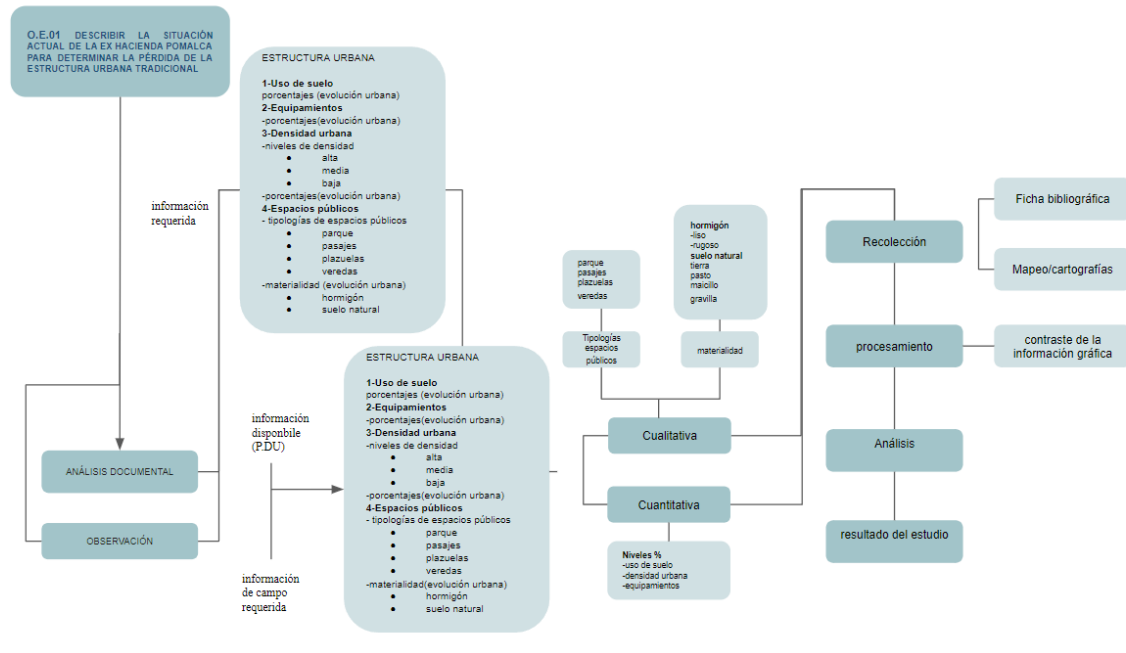 O.E.01 DESCRIBIR LA SITUACIÓN
ACTUAL DE LA EX HACIENDA POMALCA
PARA DETERMINAR LA PÉRDIDA DE LA
ESTRUCTURA URBANA TRADICIONAL
información
requerida
ANÁLISIS DOCUMENTAL
OBSERVACIÓN
ESTRUCTURA URBANA
1-Uso de suelo
porcentajes (evolución urbana)
2-Equipamientos
-porcentajes(evolución urbana)
3-Densidad urbana
-niveles de densidad
● alta
● media
● baja
-porcentajes(evolución urbana)
4-Espacios públicos
- tipologías de espacios públicos
● parque
● pasajes
● plazuelas
● veredas
-materialidad (evolución urbana)
● hormigón
● suelo natural
información
disponbile
(P.DU)
información
de campo
requerida
ESTRUCTURA URBANA
1-Uso de suelo
porcentajes (evolución urbana)
2-Equipamientos
-porcentajes(evolución urbana)
3-Densidad urbana
-niveles de densidad
● alta
● media
● baja
-porcentajes(evolución urbana)
4-Espacios públicos
- tipologías de espacios públicos
● parque
● pasajes
● plazuelas
● veredas
-materialidad(evolución urbana)
● hormigón
● suelo natural
parque
pasajes
plazuelas
veredas
Tipologías
espacios
públicos
hormigón
-liso
-rugoso
suelo natural
tierra
pasto
maicillo
gravilla
materialidad
Cualitativa
Cuantitativa
Niveles %
-uso de suelo
-densidad urbana
-equipamientos
Recolección
Ficha bibliográfica
Mapeo/cartografías
procesamiento
contraste de la
información gráfica
Análisis
resultado del estudio